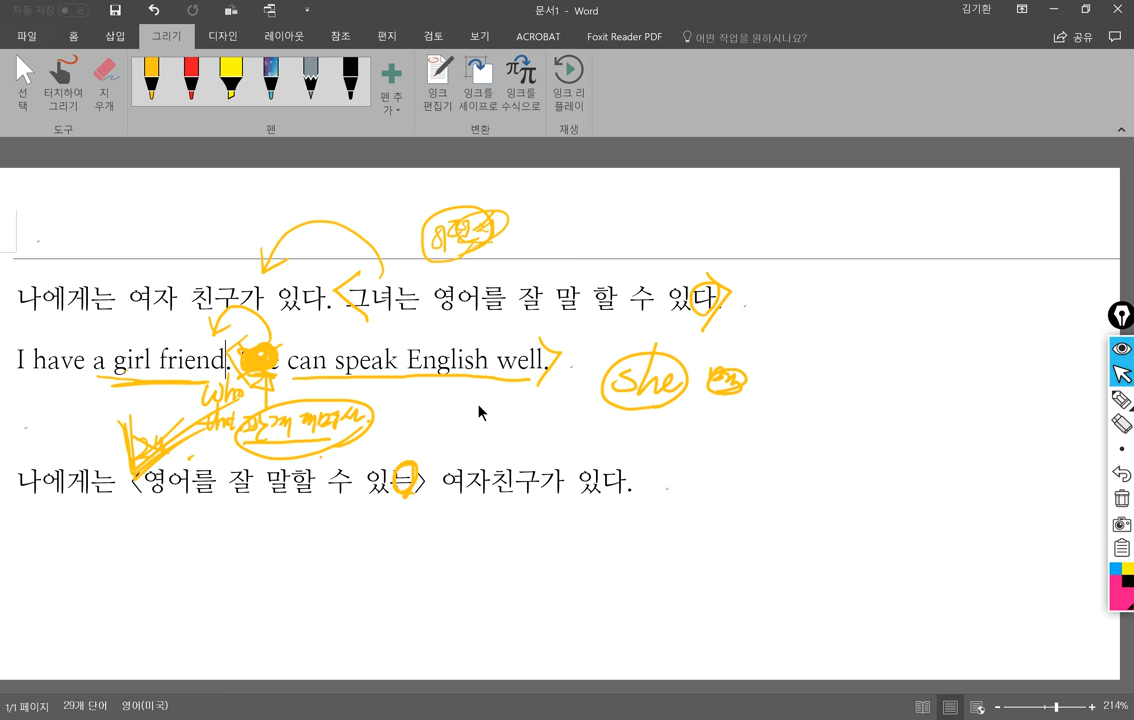 자동 저장
문서1 - Word
김기환
파일 홈 삽입 그리기 디자인 레이아웃 참조 편지 검토 보기 ACROBAT Foxit Reader PDF 어떤 작업을 원하시나요? 공유
선택
터치하여 그리기
지우개
펜 추가
잉크 편집기
잉크를 셰이프로
잉크를 수식으로
잉크 리플레이
도구 펜 변환 재생
나에게는 여자 친구가 있다. 그녀는 영어를 잘 말 할 수 있다.
I have a girl friend. can speak English well.
she
who
that 관계대명사.
나에게는 〈영어를 잘 말할 수 있는〉 여자친구가 있다.
1/1 페이지 29개 단어 영어(미국) 214%